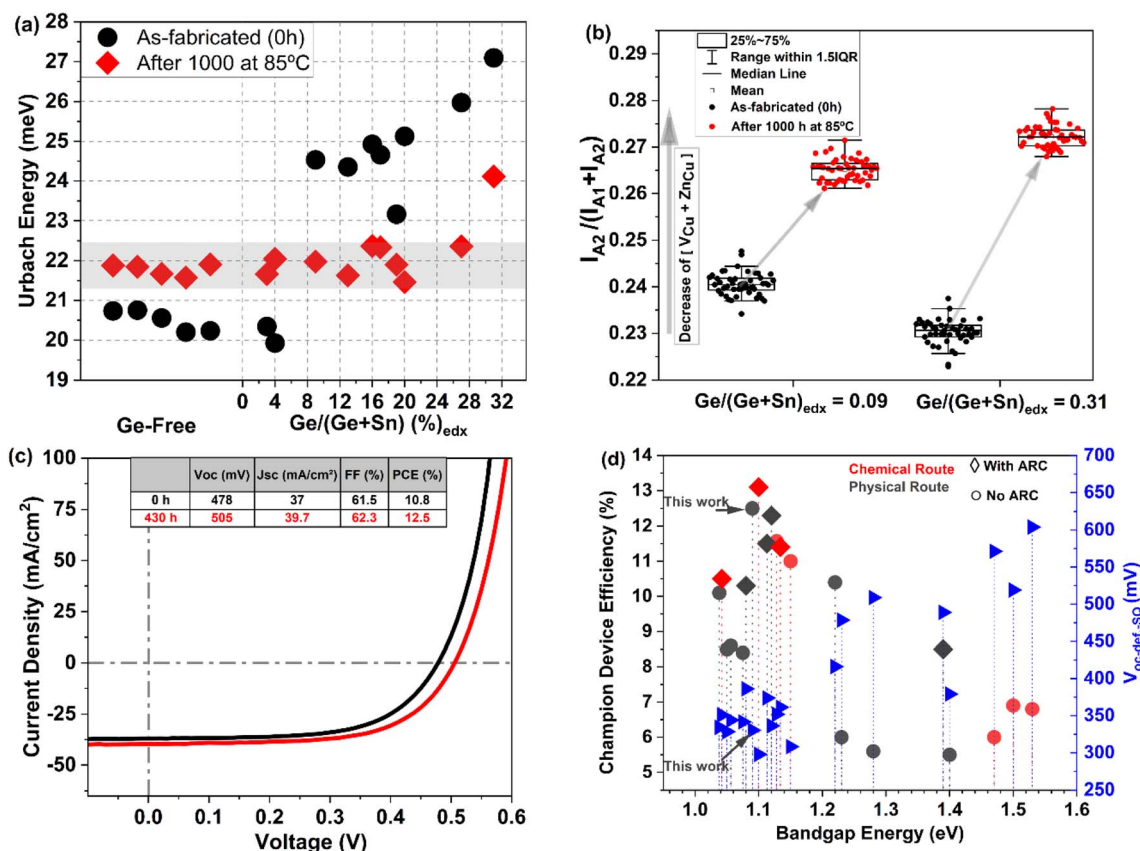 (a)
Urbach Energy (meV)
28
27
26
25
24
23
22
21
20
19
As-fabricated (0h)
After 1000 at 85ºC
0 4 8 12 16 20 24 28 32
Ge-Free
Ge/(Ge+Sn) (%)edx
(b)
IA2/(IA1+IA2)
0.29
0.28
0.27
0.26
0.25
0.24
0.23
0.22
Decrease of [ VCu + ZnCu]
25%~75%
Range within 1.5IQR
Median Line
Mean
As-fabricated (0h)
After 1000 h at 85ºC
Ge/(Ge+Sn)edx = 0.09
Ge/(Ge+Sn)edx = 0.31
(c)
Current Density (mA/cm²)
100
75
50
25
0
-25
-50
Voc (mV) Jsc (mA/cm²) FF (%) PCE (%)
0 h 478 37 61.5 10.8
430 h 505 39.7 62.3 12.5
0.0 0.1 0.2 0.3 0.4 0.5 0.6
Voltage (V)
(d)
Champion Device Efficiency (%)
14
13
12
11
10
9
8
7
6
5
Chemical Route
Physical Route
With ARC
No ARC
This work
This work
700
650
600
550
500
450
400
350
300
250
Voc-def-SQ (mV)
1.0 1.1 1.2 1.3 1.4 1.5 1.6
Bandgap Energy (eV)